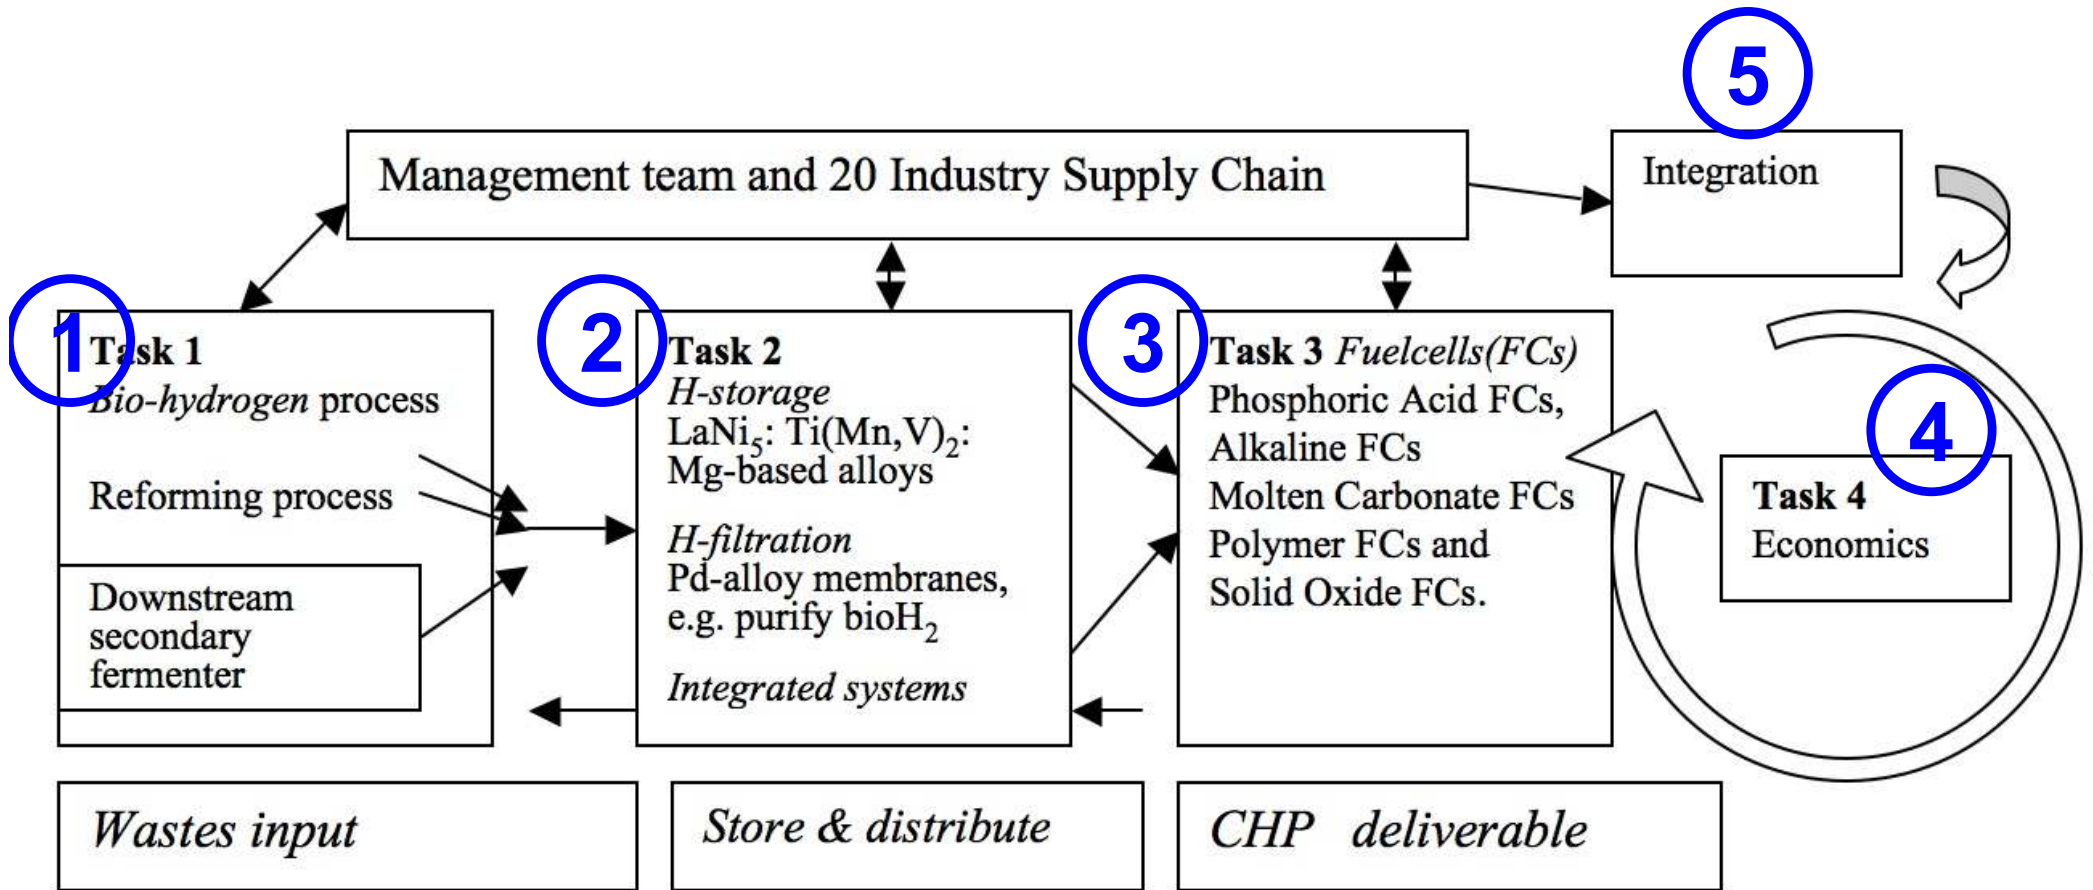 5
Management team and 20 Industry Supply Chain
Integration
1
Task 1
Bio-hydrogen process
Reforming process
Downstream
secondary
fermenter
2
Task 2
H-storage
LaNi₅: Ti(Mn,V)₂:
Mg-based alloys
H-filtration
Pd-alloy membranes,
e.g. purify bioH₂
Integrated systems
3
Task 3 Fuelcells(FCs)
Phosphoric Acid FCs,
Alkaline FCs
Molten Carbonate FCs
Polymer FCs and
Solid Oxide FCs.
4
Task 4
Economics
Wastes input
Store & distribute
CHP deliverable